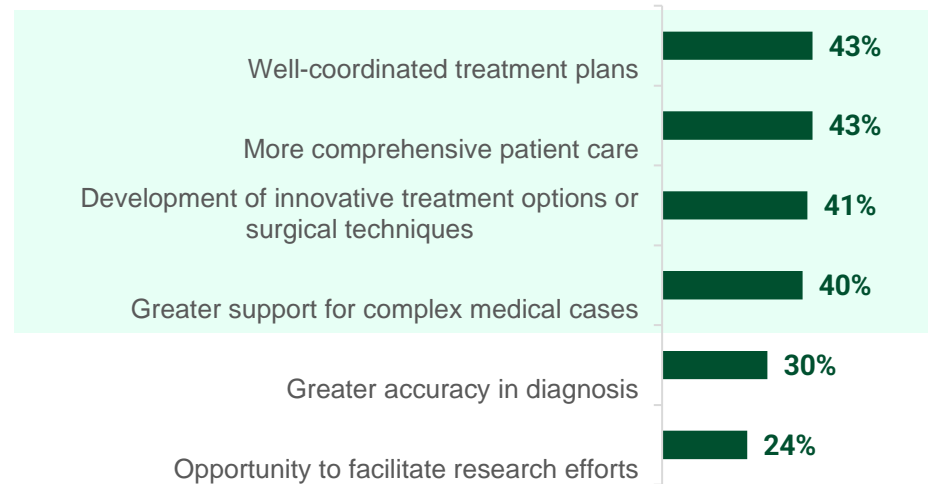 Well-coordinated treatment plans
43%
More comprehensive patient care
43%
Development of innovative treatment options or
surgical techniques
41%
Greater support for complex medical cases
40%
Greater accuracy in diagnosis
30%
Opportunity to facilitate research efforts
24%